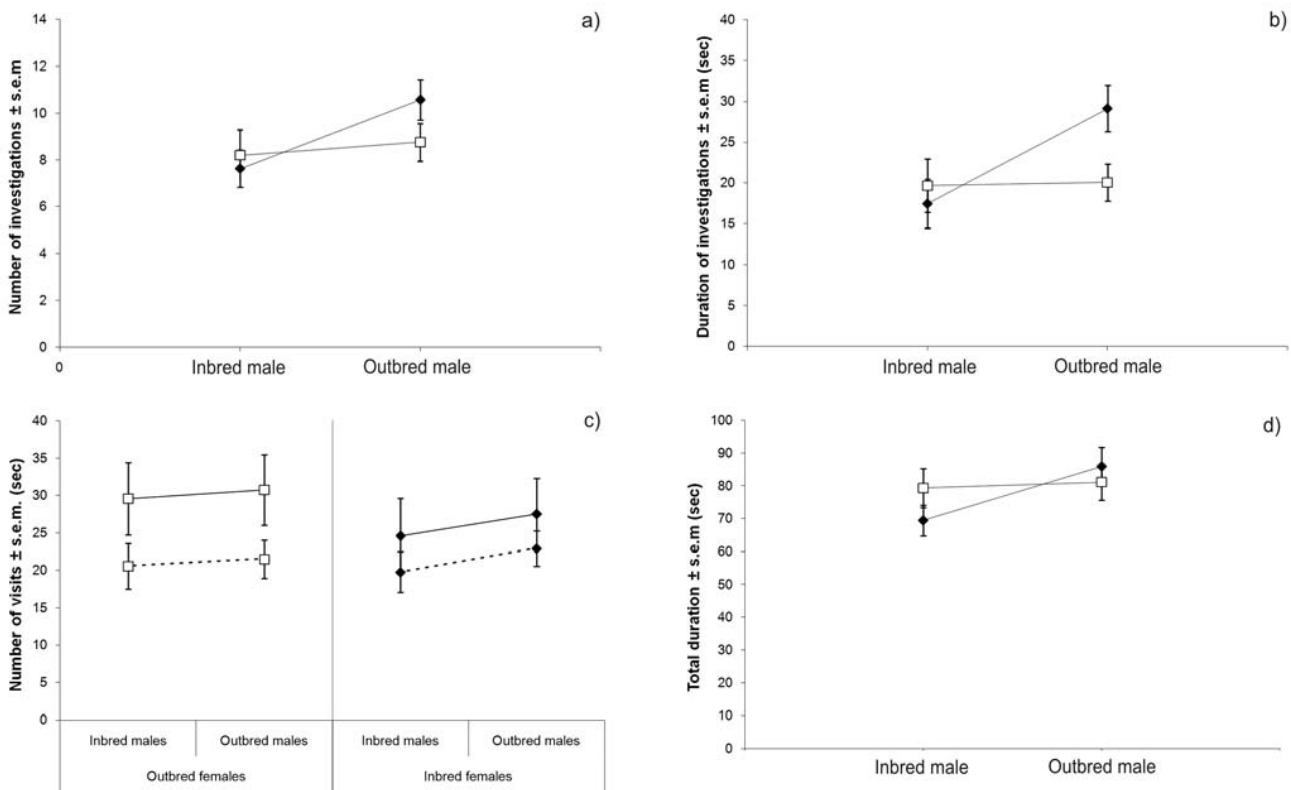 a)
Number of investigations ± s.e.m
14
12
10
8
6
4
2
0
0
Inbred male
Outbred male
b)
Duration of investigations ± s.e.m (sec)
40
35
30
25
20
15
10
5
0
Inbred male
Outbred male
c)
Number of visits ± s.e.m. (sec)
40
35
30
25
20
15
10
5
0
Inbred males
Outbred males
Inbred males
Outbred males
Outbred females
Inbred females
d)
Total duration ± s.e.m (sec)
100
90
80
70
60
50
40
30
20
10
0
Inbred male
Outbred male